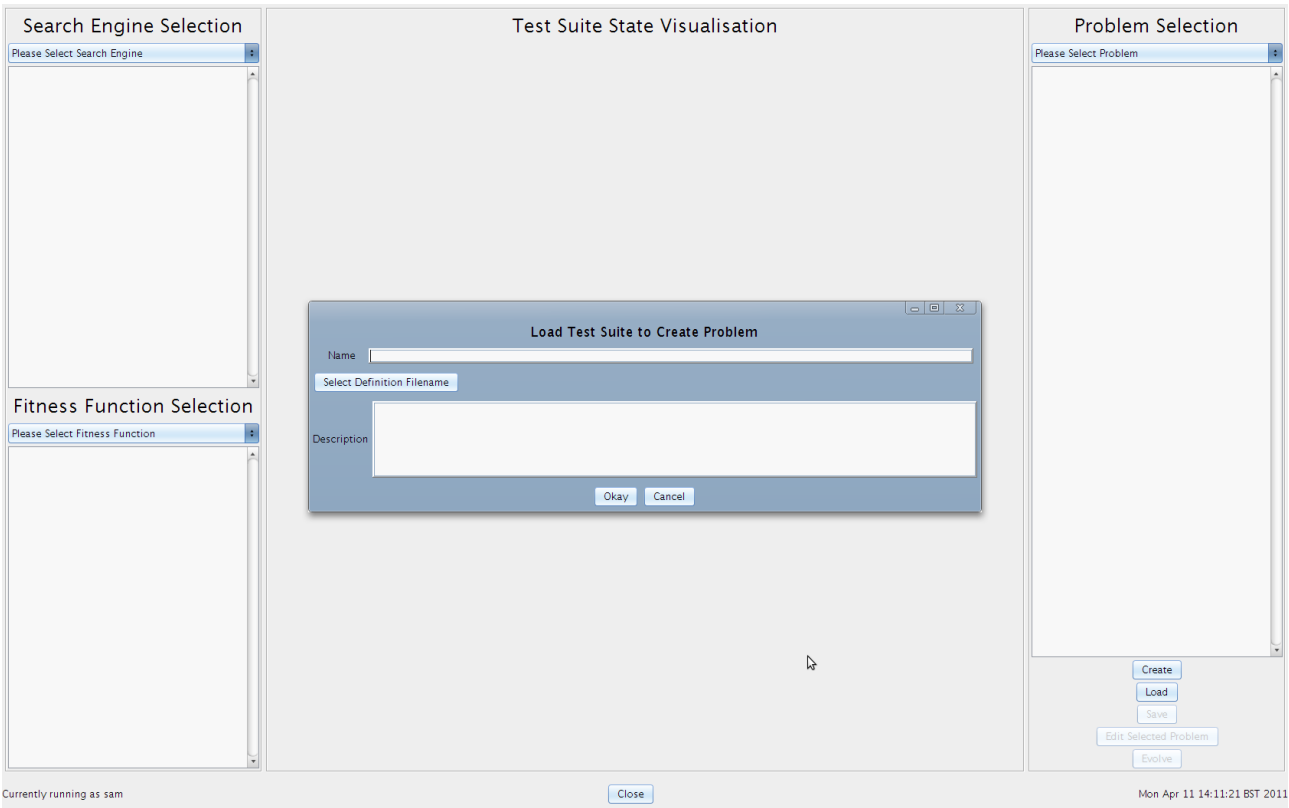 Search Engine Selection
Please Select Search Engine
Fitness Function Selection
Please Select Fitness Function
Test Suite State Visualisation
Load Test Suite to Create Problem
Name
Select Definition Filename
Description
Okay Cancel
Problem Selection
Please Select Problem
Create
Load
Save
Edit Selected Problem
Evolve
Currently running as sam
Close
Mon Apr 11 14:11:21 BST 2011